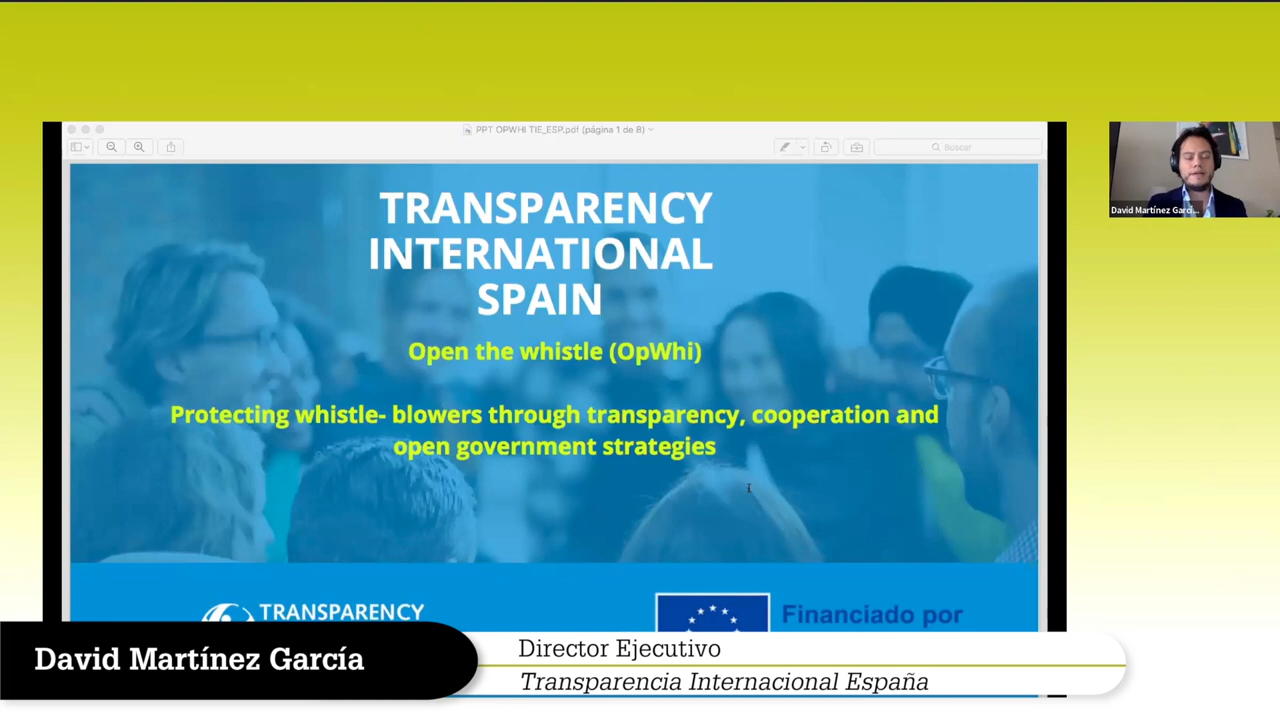 PPT OPWHI TIE_ESP.pdf (página 1 de 8)
Buscar
TRANSPARENCY
INTERNATIONAL
SPAIN
Open the whistle (OpWhi)
Protecting whistle- blowers through transparency, cooperation and
open government strategies
David Martínez Garcí...
TRANSPARENCY
Financiado por
David Martínez García
Director Ejecutivo
Transparencia Internacional España